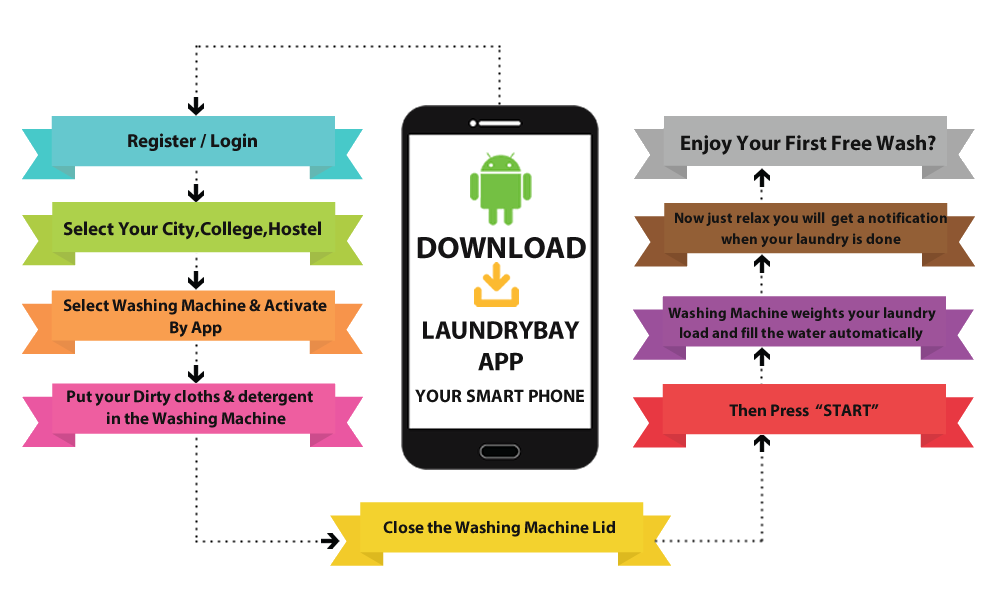 DOWNLOAD
LAUNDRYBAY
APP
YOUR SMART PHONE
Register / Login
Select Your City,College,Hostel
Select Washing Machine & Activate
By App
Put your Dirty cloths & detergent
in the Washing Machine
Close the Washing Machine Lid
Then Press “START”
Washing Machine weights your laundry
load and fill the water automatically
Now just relax you will get a notification
when your laundry is done
Enjoy Your First Free Wash?